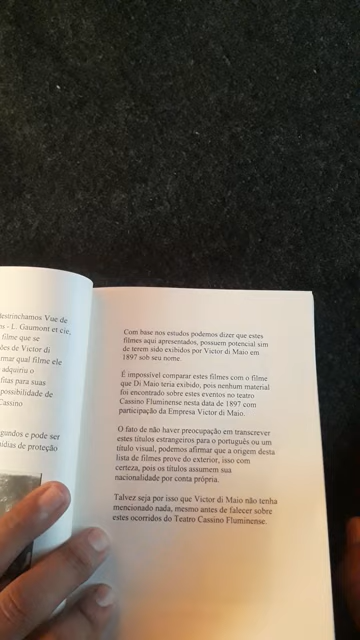 destrinchamos Vue de
- L. Gaumont et cie,
filme que se
ões de Victor di
rmar qual filme ele
adquiriu o
fitas para suas
possibilidade de
Cassino
gundos e pode ser
ídias de proteção
Com base nos estudos podemos dizer que estes
filmes aqui apresentados, possuem potencial sim
de terem sido exibidos por Victor di Maio em
1897 sob seu nome.
É impossível comparar estes filmes com o filme
que Di Maio teria exibido, pois nenhum material
foi encontrado sobre estes eventos no teatro
Cassino Fluminense nesta data de 1897 com
participação da Empresa Victor di Maio.
O fato de não haver preocupação em transcrever
estes títulos estrangeiros para o português ou um
título visual, podemos afirmar que a origem desta
lista de filmes prove do exterior, isso com
certeza, pois os títulos assumem sua
nacionalidade por conta própria.
Talvez seja por isso que Victor di Maio não tenha
mencionado nada, mesmo antes de falecer sobre
estes ocorridos do Teatro Cassino Fluminense.